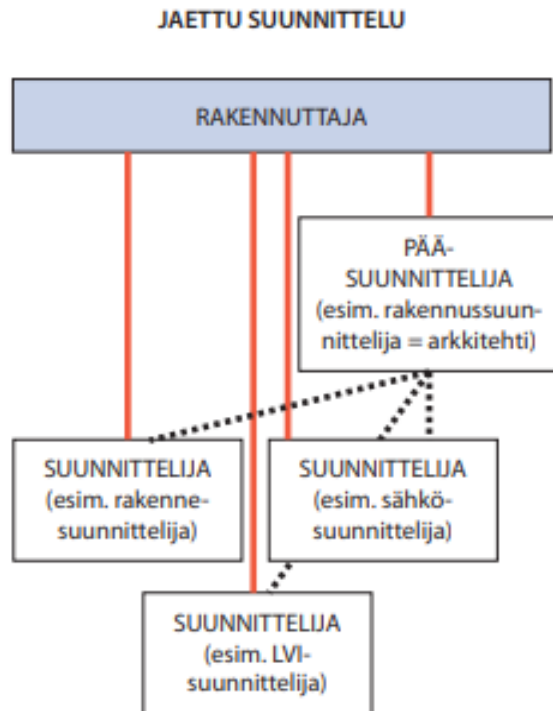 JAETTU SUUNNITTELU
RAKENNUTTAJA
PÄÄ-
SUUNNITTELIJA
(esim. rakennussuun-
nittelija = arkkitehti)
SUUNNITTELIJA
(esim. rakenne-
suunnittelija)
SUUNNITTELIJA
(esim. sähkö-
suunnittelija)
SUUNNITTELIJA
(esim. LVI-
suunnittelija)